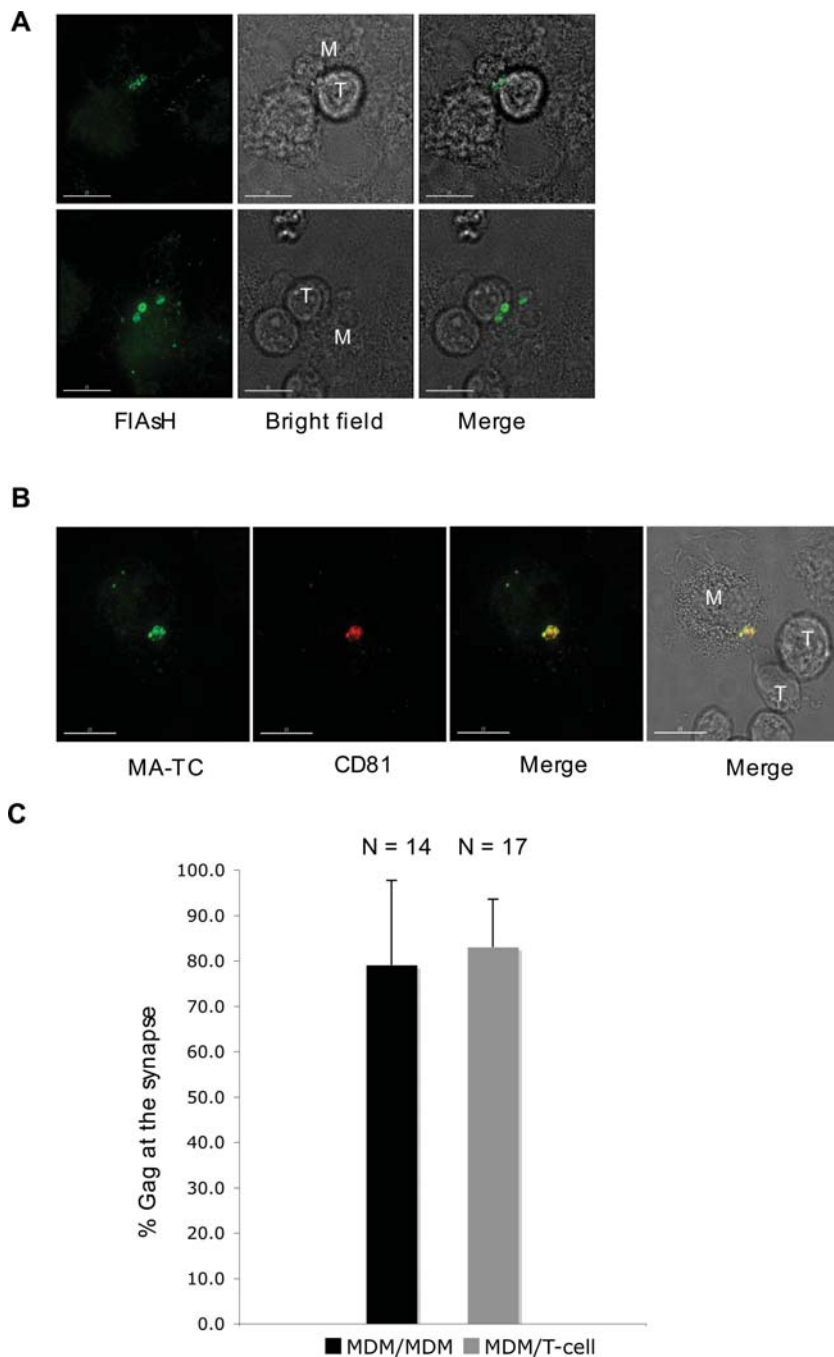 A
M
T
T
M
FlAsH Bright field Merge
B
M
T
T
MA-TC CD81 Merge Merge
C
N = 14 N = 17
100.0
90.0
80.0
70.0
60.0
50.0
40.0
30.0
20.0
10.0
0.0
% Gag at the synapse
MDM/MDM MDM/T-cell